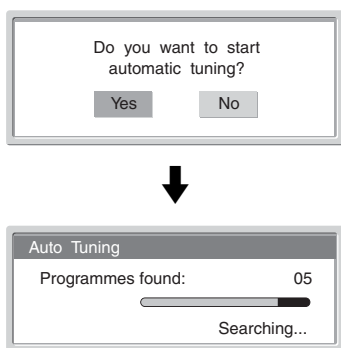 Do you want to start
automatic tuning?
Yes No
Auto Tuning
Programmes found: 05
Searching...